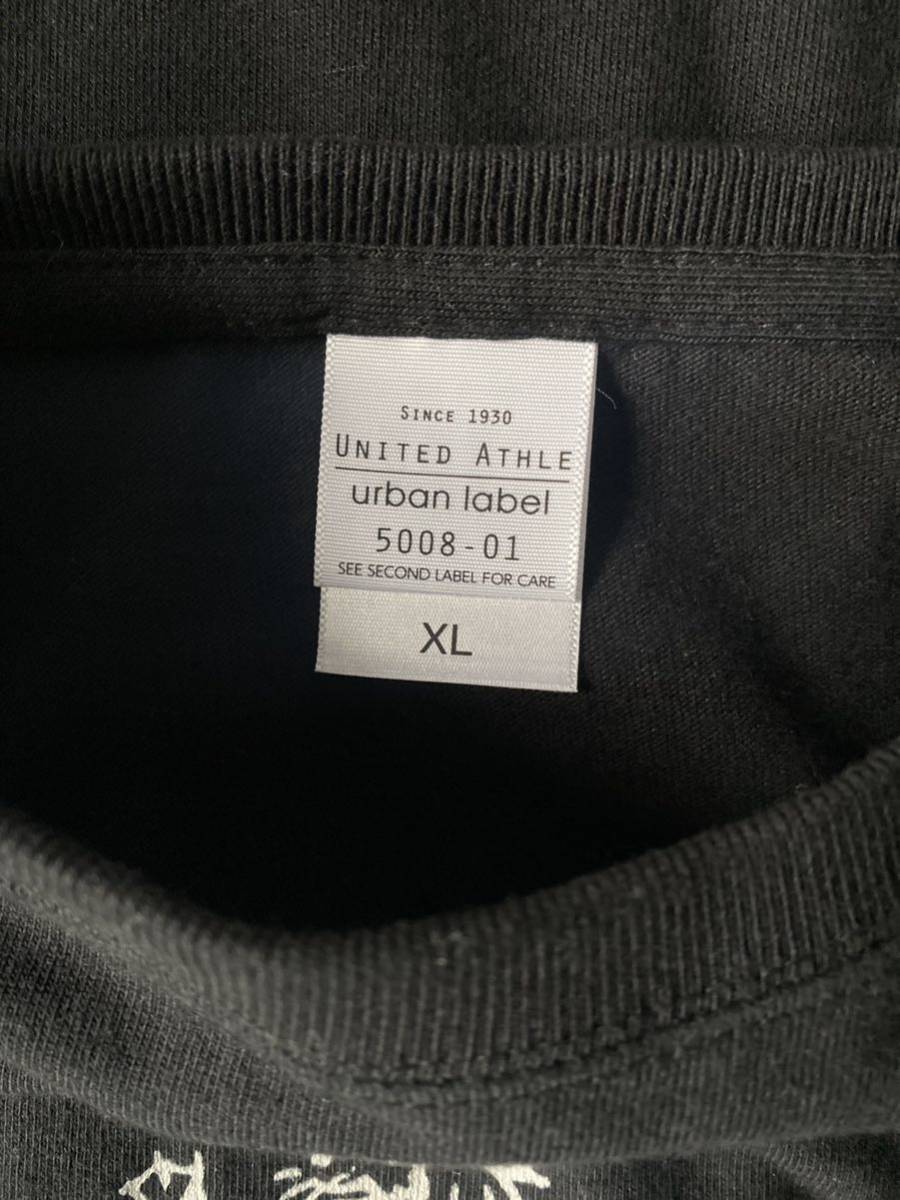 SINCE 1930
UNITED ATHLE
urban label
5008-01
SEE SECOND LABEL FOR CARE
XL